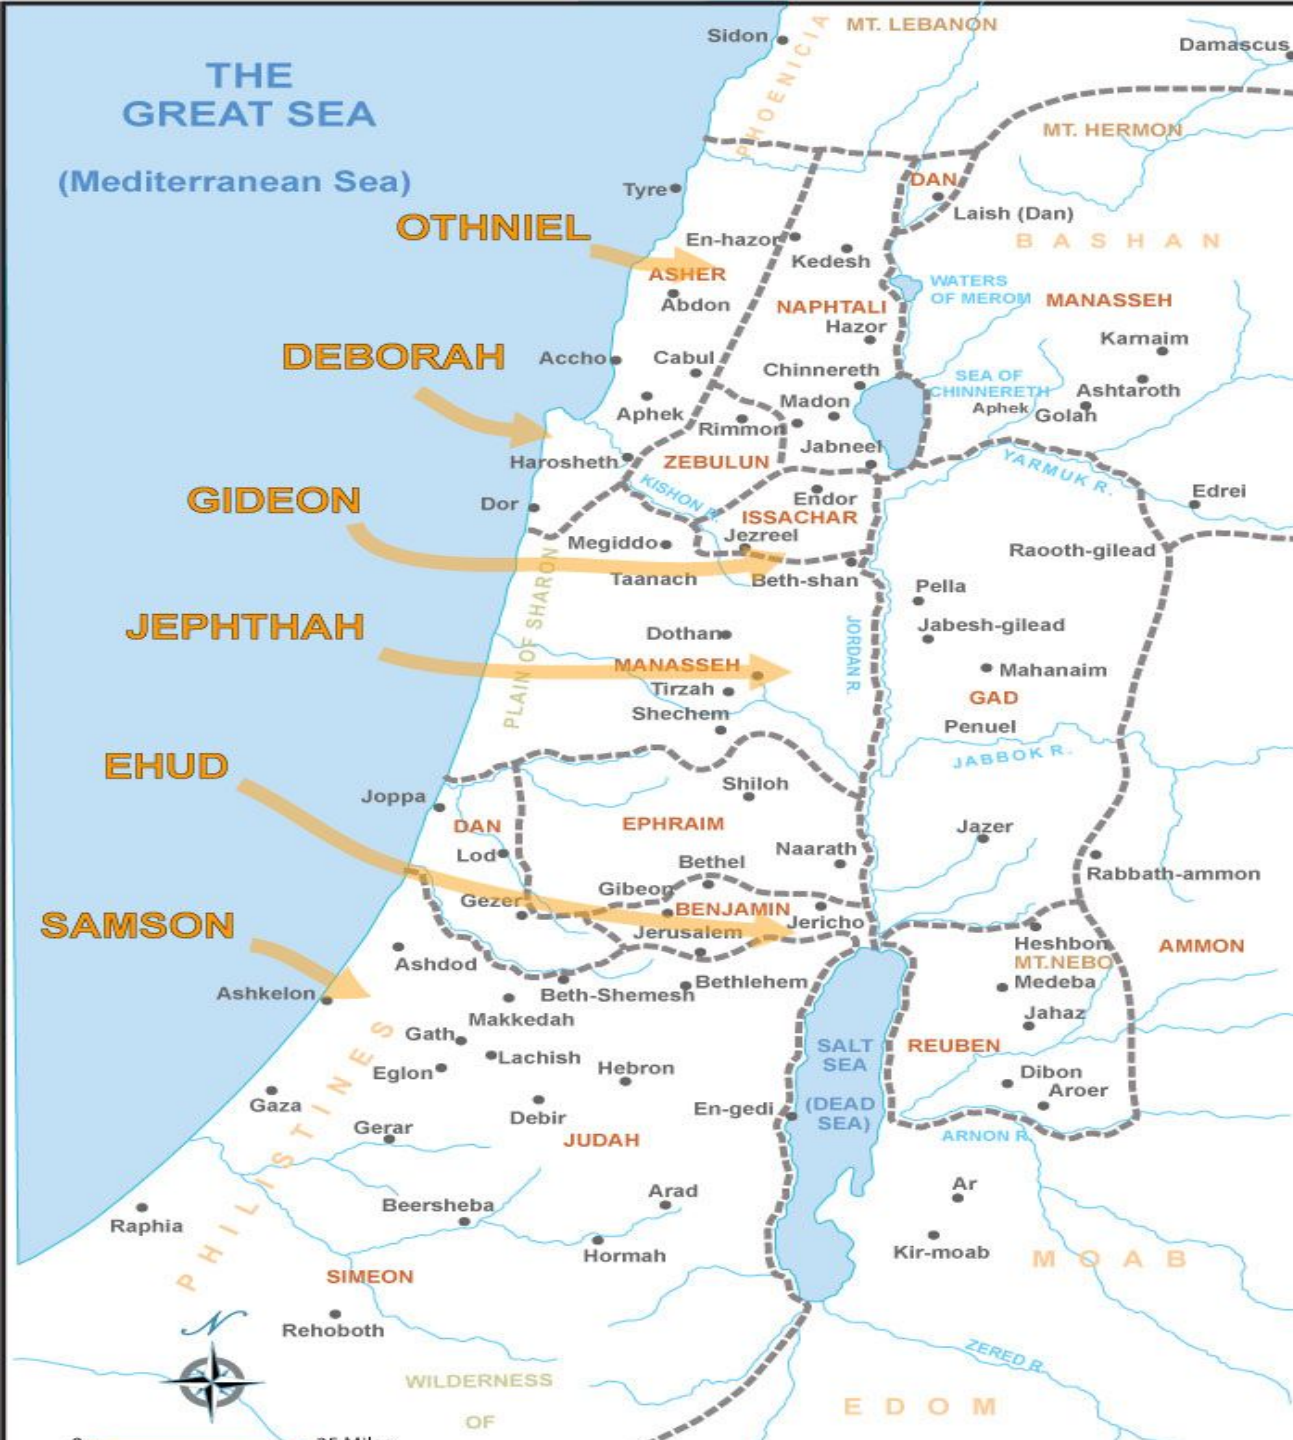 Sidon
MT. LEBANON
Damascus
PHOENICIA
THE
GREAT SEA
(Mediterranean Sea)
MT. HERMON
Tyre
DAN
Laish (Dan)
OTHNIEL
En-hazor
Kedesh
BASHAN
ASHER
Abdon
NAPHTALI
Hazor
WATERS
OF MEROM
MANASSEH
Karnaim
DEBORAH
Accho
Cabul
Chinnereth
SEA OF
CHINNERETH
Ashtaroth
Aphek
Madon
Aphek
Golah
Rimmon
Jabneel
Harosheth
ZEBULUN
YARMUK R.
GIDEON
KISHON R.
Endor
Edrei
Dor
ISSACHAR
Megiddo
Jezreel
Raooth-gilead
Taanach
Beth-shan
Pella
PLAIN OF SHARON
JEPHTHAH
Dothan
JORDAN R.
Jabesh-gilead
MANASSEH
Mahanaim
Tirzah
GAD
Shechem
Penuel
JABBOK R.
EHUD
Joppa
Shiloh
DAN
EPHRAIM
Jazer
Lod
Bethel
Naarath
Rabbath-ammon
Gibeon
Gezer
BENJAMIN
Jericho
SAMSON
Jerusalem
Heshbon
AMMON
Ashdod
MT.NEBO
Ashkelon
Beth-Shemesh
Bethlehem
Medeba
Makkedah
Jahaz
Gath
SALT
SEA
REUBEN
Lachish
Eglon
Hebron
Dibon
Gaza
Debir
En-gedi
(DEAD
SEA)
Aroer
PHILISTINES
Gerar
JUDAH
ARNON R.
Arad
Ar
Beersheba
Raphia
Hormah
Kir-moab
MOAB
SIMEON
N
Rehoboth
ZERED R.
WILDERNESS
OF
EDOM